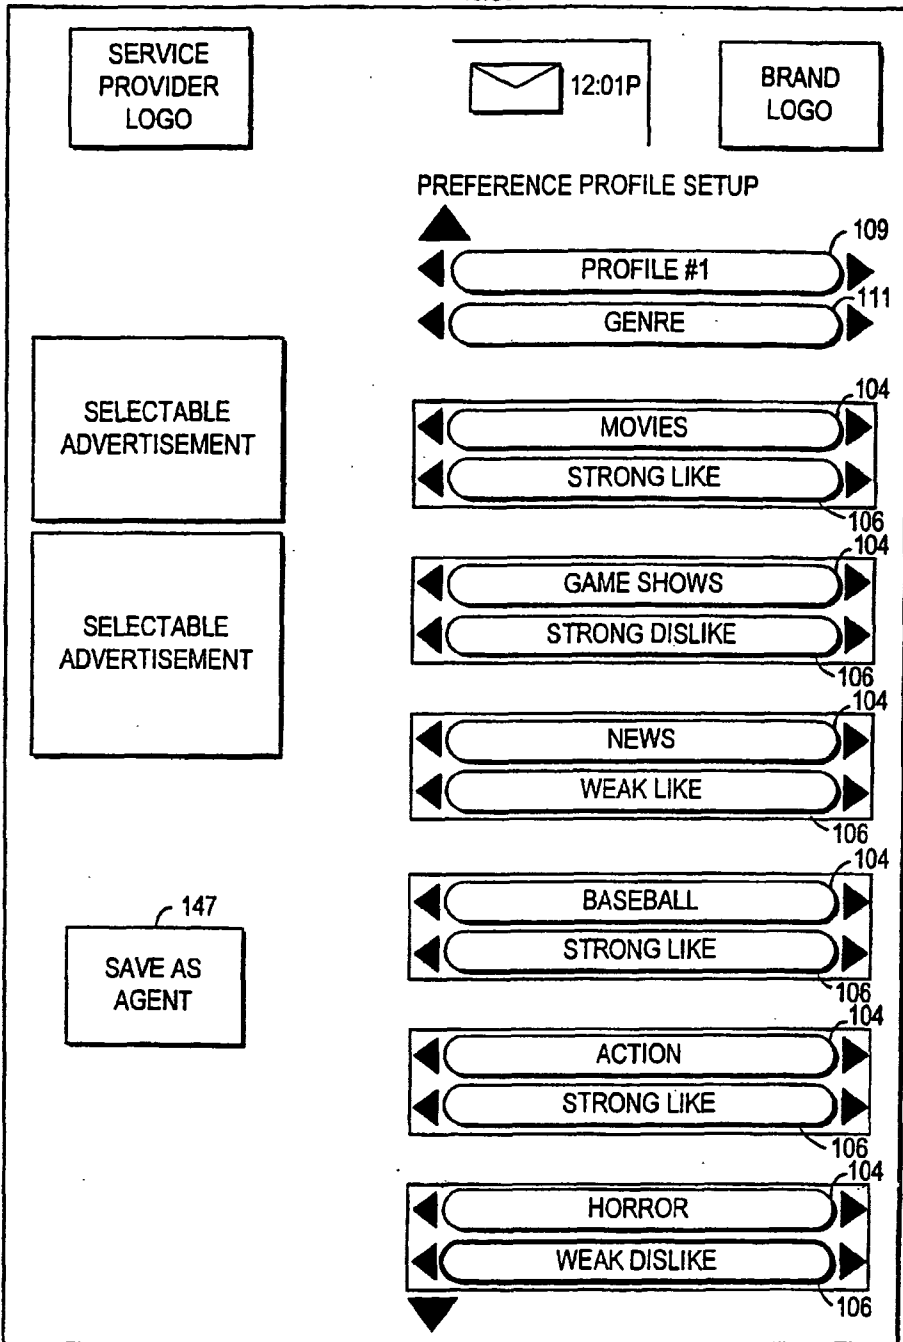 SERVICE
PROVIDER
LOGO
12:01P
BRAND
LOGO
PREFERENCE PROFILE SETUP
109
PROFILE #1
111
GENRE
SELECTABLE
ADVERTISEMENT
104
MOVIES
STRONG LIKE
106
104
GAME SHOWS
STRONG DISLIKE
106
SELECTABLE
ADVERTISEMENT
104
NEWS
WEAK LIKE
106
104
BASEBALL
STRONG LIKE
106
147
SAVE AS
AGENT
104
ACTION
STRONG LIKE
106
104
HORROR
WEAK DISLIKE
106